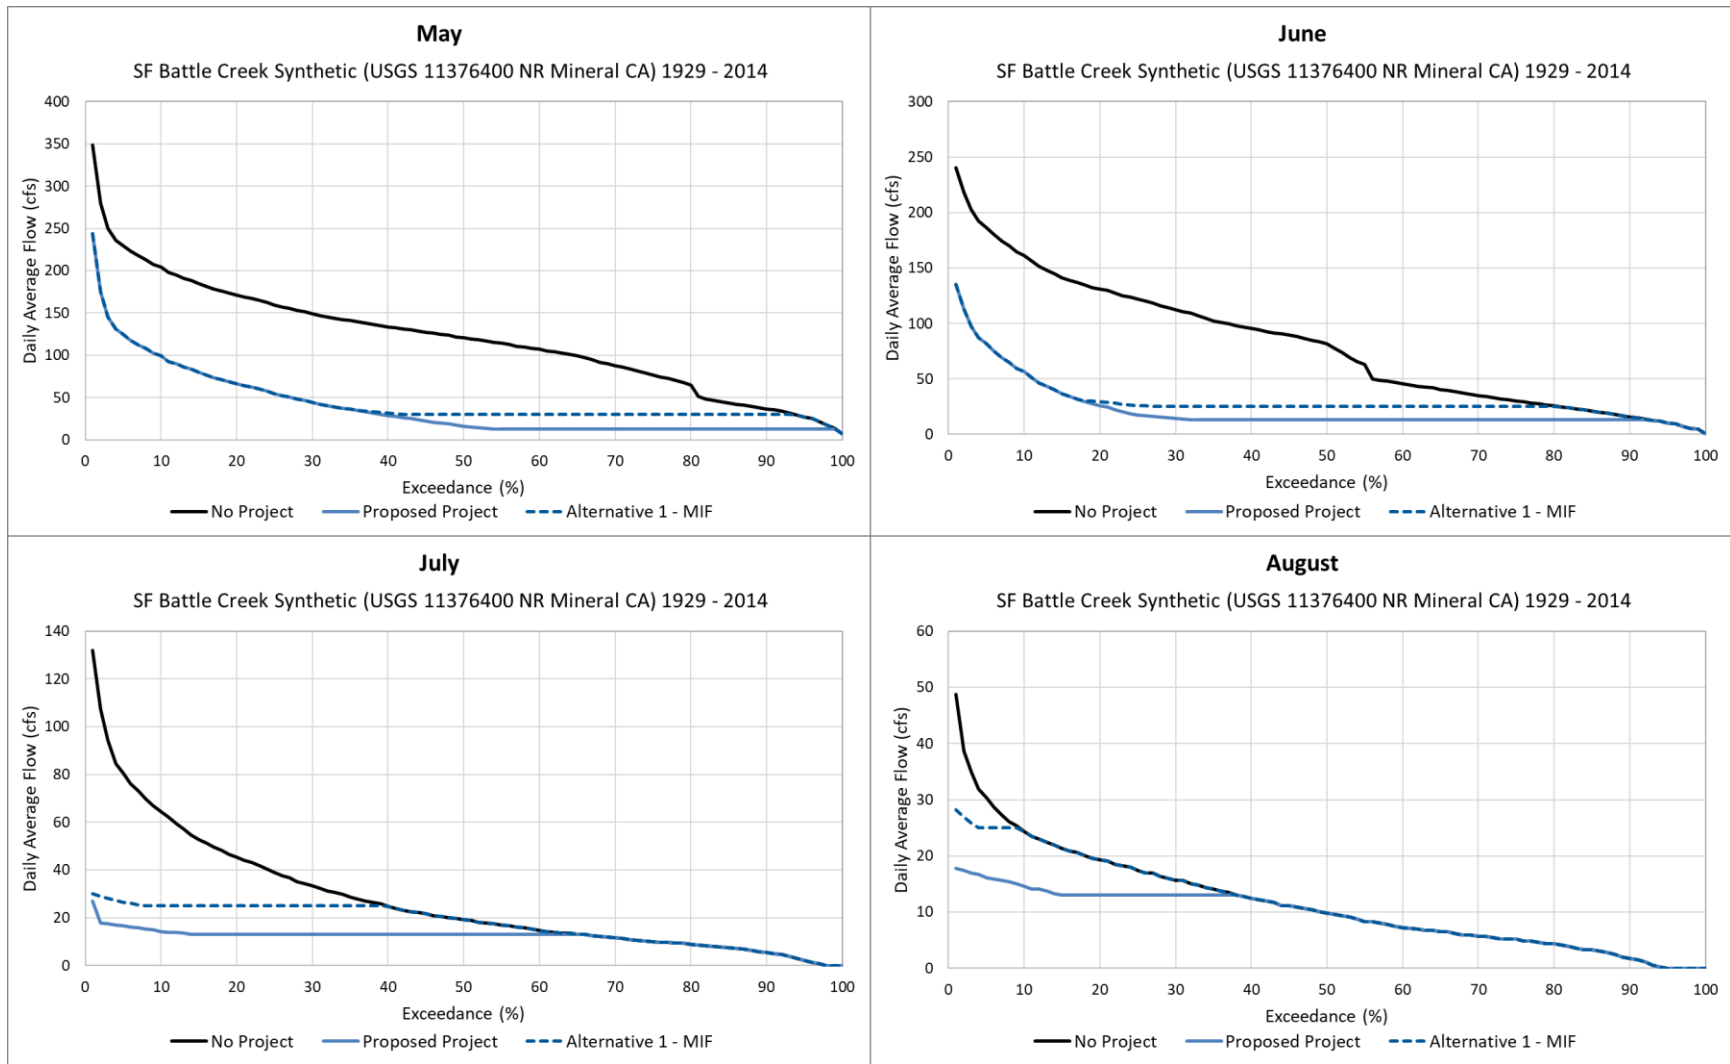 May
SF Battle Creek Synthetic (USGS 11376400 NR Mineral CA) 1929 - 2014
Daily Average Flow (cfs)
400
350
300
250
200
150
100
50
0
0 10 20 30 40 50 60 70 80 90 100
Exceedance (%)
No Project Proposed Project Alternative 1 - MIF
June
SF Battle Creek Synthetic (USGS 11376400 NR Mineral CA) 1929 - 2014
Daily Average Flow (cfs)
300
250
200
150
100
50
0
0 10 20 30 40 50 60 70 80 90 100
Exceedance (%)
No Project Proposed Project Alternative 1 - MIF
July
SF Battle Creek Synthetic (USGS 11376400 NR Mineral CA) 1929 - 2014
Daily Average Flow (cfs)
140
120
100
80
60
40
20
0
0 10 20 30 40 50 60 70 80 90 100
Exceedance (%)
No Project Proposed Project Alternative 1 - MIF
August
SF Battle Creek Synthetic (USGS 11376400 NR Mineral CA) 1929 - 2014
Daily Average Flow (cfs)
60
50
40
30
20
10
0
0 10 20 30 40 50 60 70 80 90 100
Exceedance (%)
No Project Proposed Project Alternative 1 - MIF